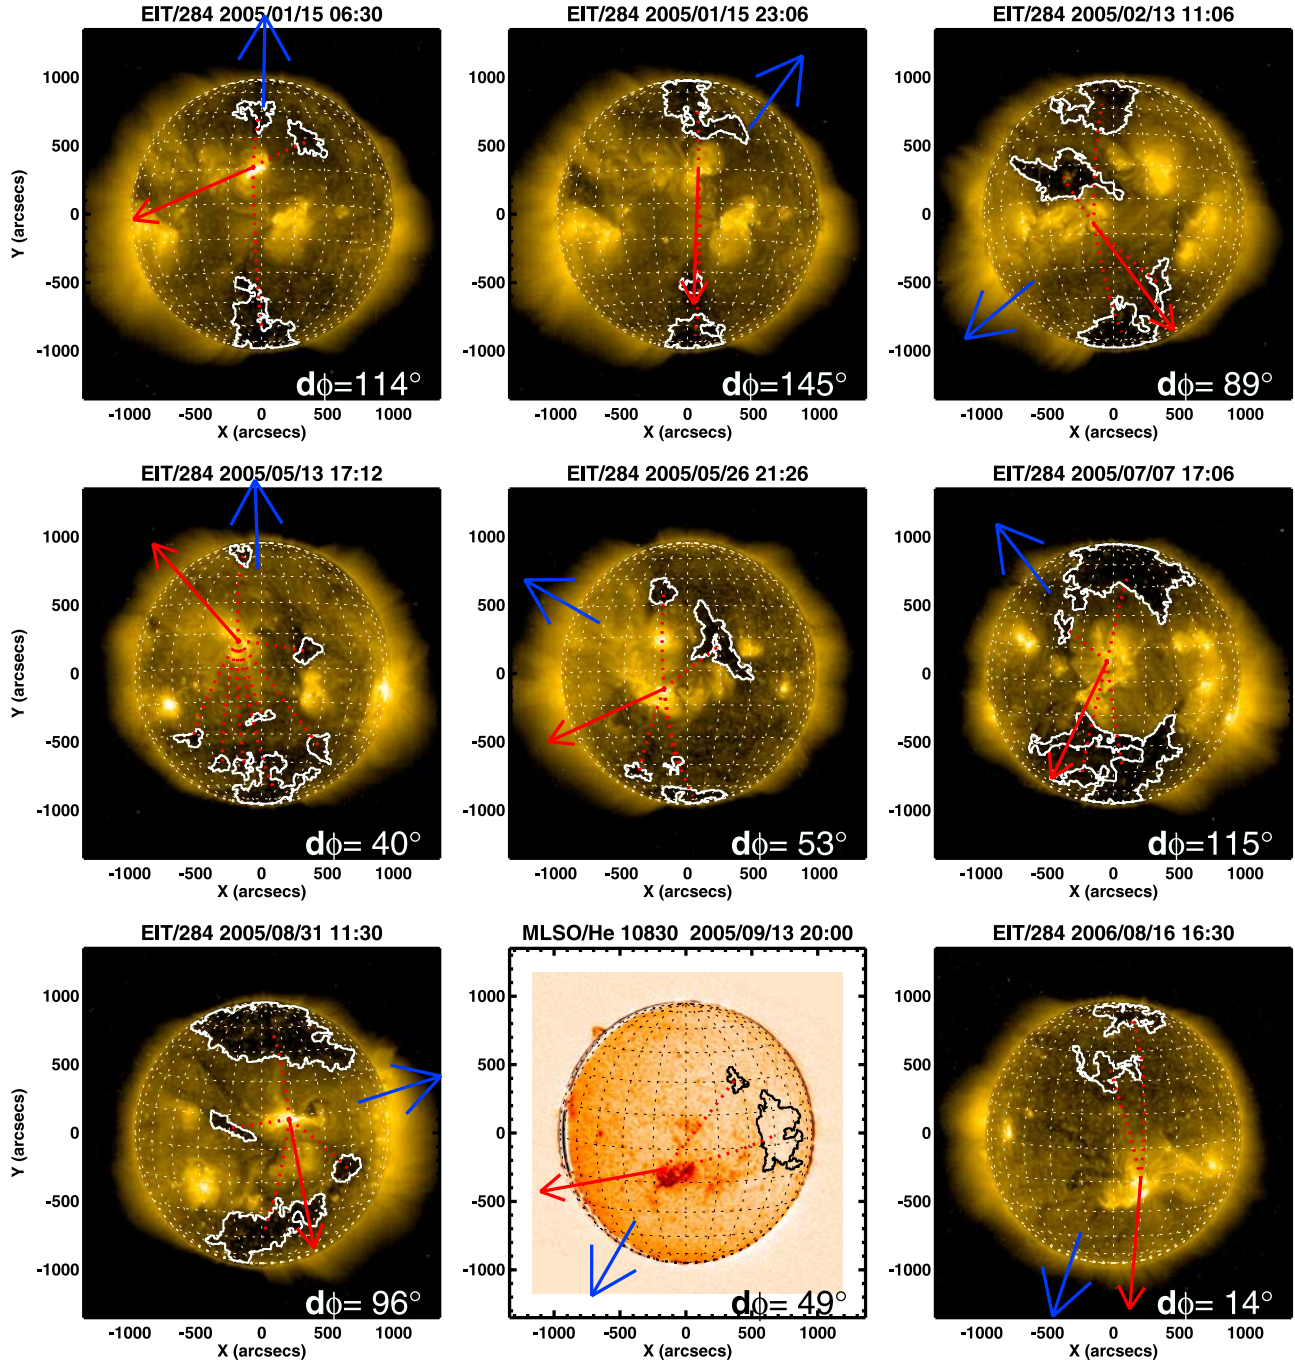 EIT/284 2005/01/15 06:30
EIT/284 2005/01/15 23:06
EIT/284 2005/02/13 11:06
1000
500
0
-500
-1000
Y (arcsecs)
1000
500
0
-500
-1000
1000
500
0
-500
-1000
dϕ=114°
dϕ=145°
dϕ= 89°
-1000 -500 0 500 1000
-1000 -500 0 500 1000
-1000 -500 0 500 1000
X (arcsecs)
X (arcsecs)
X (arcsecs)
EIT/284 2005/05/13 17:12
EIT/284 2005/05/26 21:26
EIT/284 2005/07/07 17:06
1000
500
0
-500
-1000
Y (arcsecs)
1000
500
0
-500
-1000
1000
500
0
-500
-1000
dϕ= 40°
dϕ= 53°
dϕ=115°
-1000 -500 0 500 1000
-1000 -500 0 500 1000
-1000 -500 0 500 1000
X (arcsecs)
X (arcsecs)
X (arcsecs)
EIT/284 2005/08/31 11:30
MLSO/He 10830 2005/09/13 20:00
EIT/284 2006/08/16 16:30
1000
500
0
-500
-1000
Y (arcsecs)
1000
500
0
-500
-1000
1000
500
0
-500
-1000
dϕ= 96°
dϕ= 49°
dϕ= 14°
-1000 -500 0 500 1000
-1000 -500 0 500 1000
-1000 -500 0 500 1000
X (arcsecs)
X (arcsecs)
X (arcsecs)